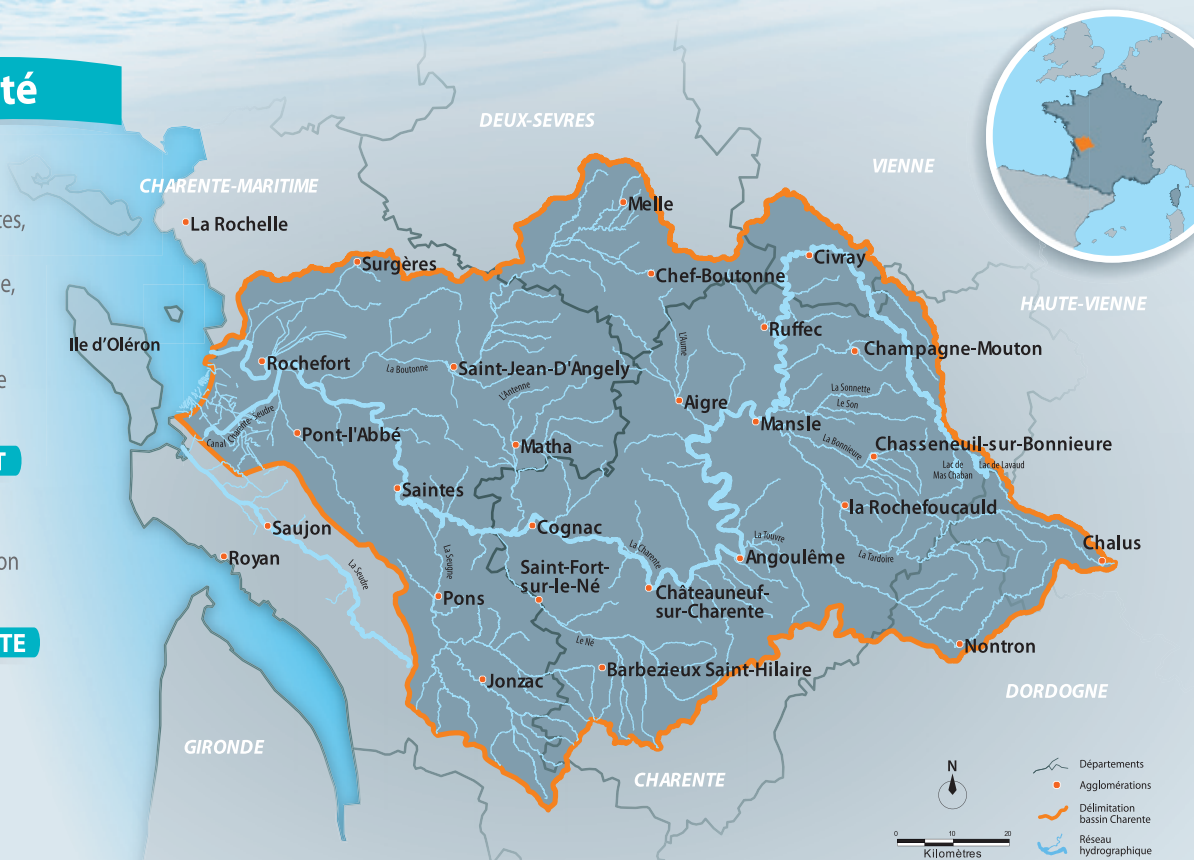 té
DEUX-SEVRES
VIENNE
CHARENTE-MARITIME
Melle
tes,
La Rochelle
Civray
Surgères
Chef-Boutonne
e,
HAUTE-VIENNE
Ruffec
Ile d'Oléron
L'Aume
Champagne-Mouton
Rochefort
La Boutonne
Saint-Jean-D'Angely
e
L'Antenne
La Sonnette
Le Son
Aigre
Mansle
Canal Charente-Seudre
Pont-l'Abbé
Matha
La Bonnieure
Chasseneuil-sur-Bonnieure
T
Lac de
Mas Chaban
Lac de Lavaud
Saintes
la Rochefoucauld
Saujon
Cognac
La Touvre
Chalus
Royan
La Seudre
La Seugne
La Charente
Angoulême
La Tardoire
on
Saint-Fort-
sur-le-Né
Pons
Châteauneuf-
sur-Charente
TE
Le Né
Nontron
Jonzac
Barbezieux Saint-Hilaire
DORDOGNE
GIRONDE
CHARENTE
N
Départements
Agglomérations
Délimitation
bassin Charente
Réseau
hydrographique
0 10 20
Kilomètres